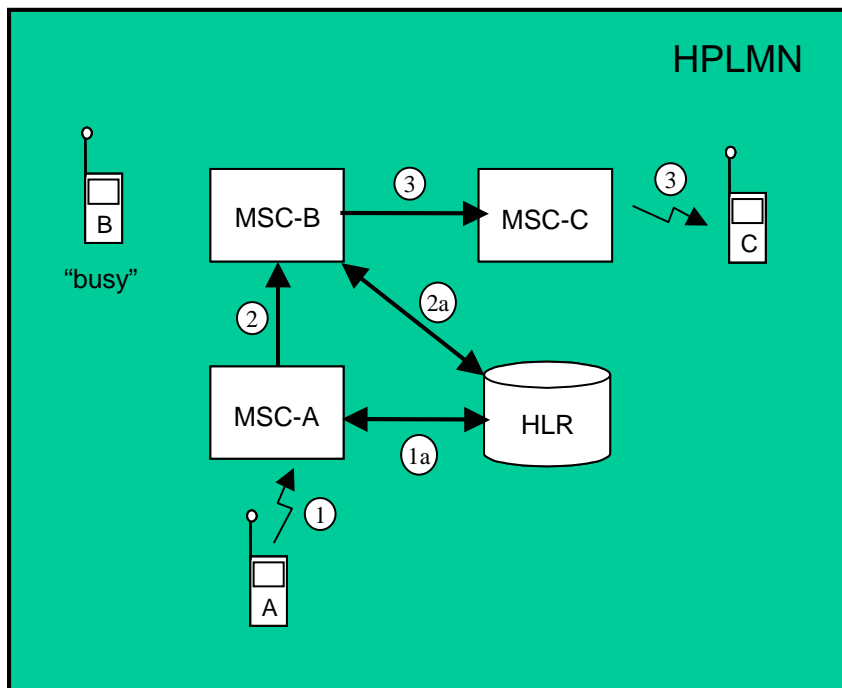 HPLMN
B
“busy”
MSC-B
3
MSC-C
3
C
2
2a
MSC-A
1a
HLR
1
A